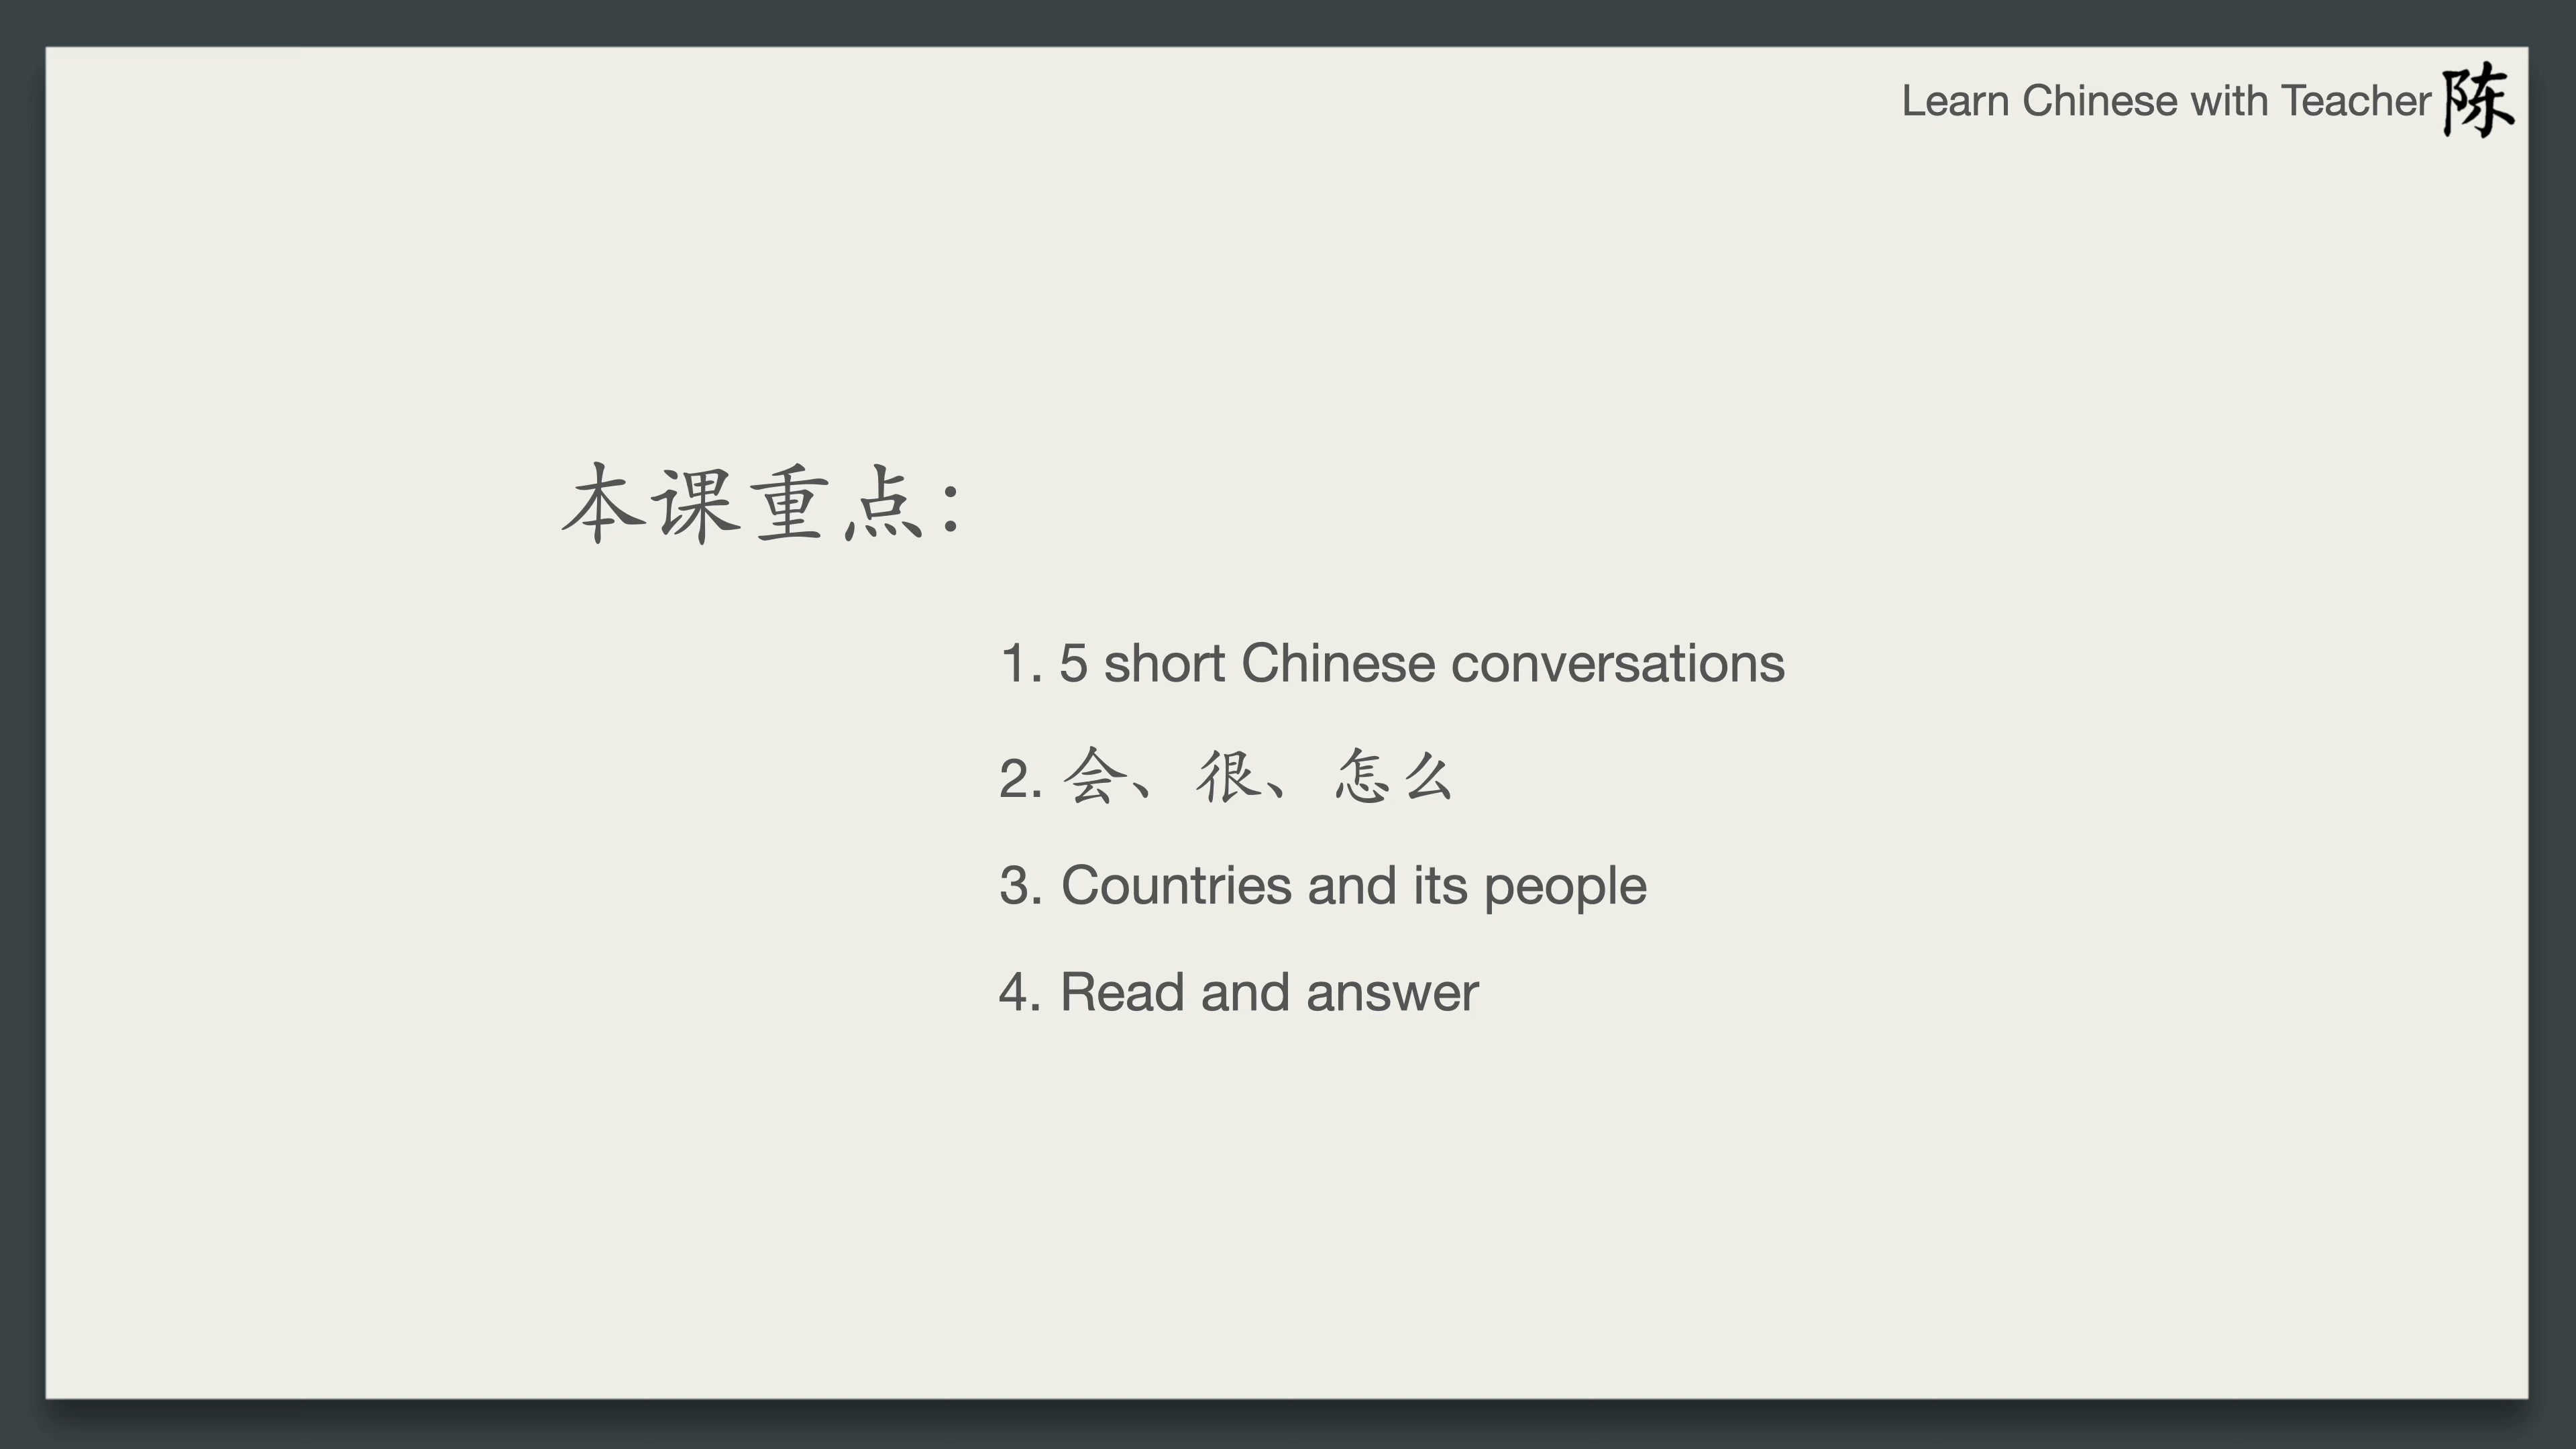 Learn Chinese with Teacher 陈
本课重点：
1. 5 short Chinese conversations
2. 会、很、怎么
3. Countries and its people
4. Read and answer